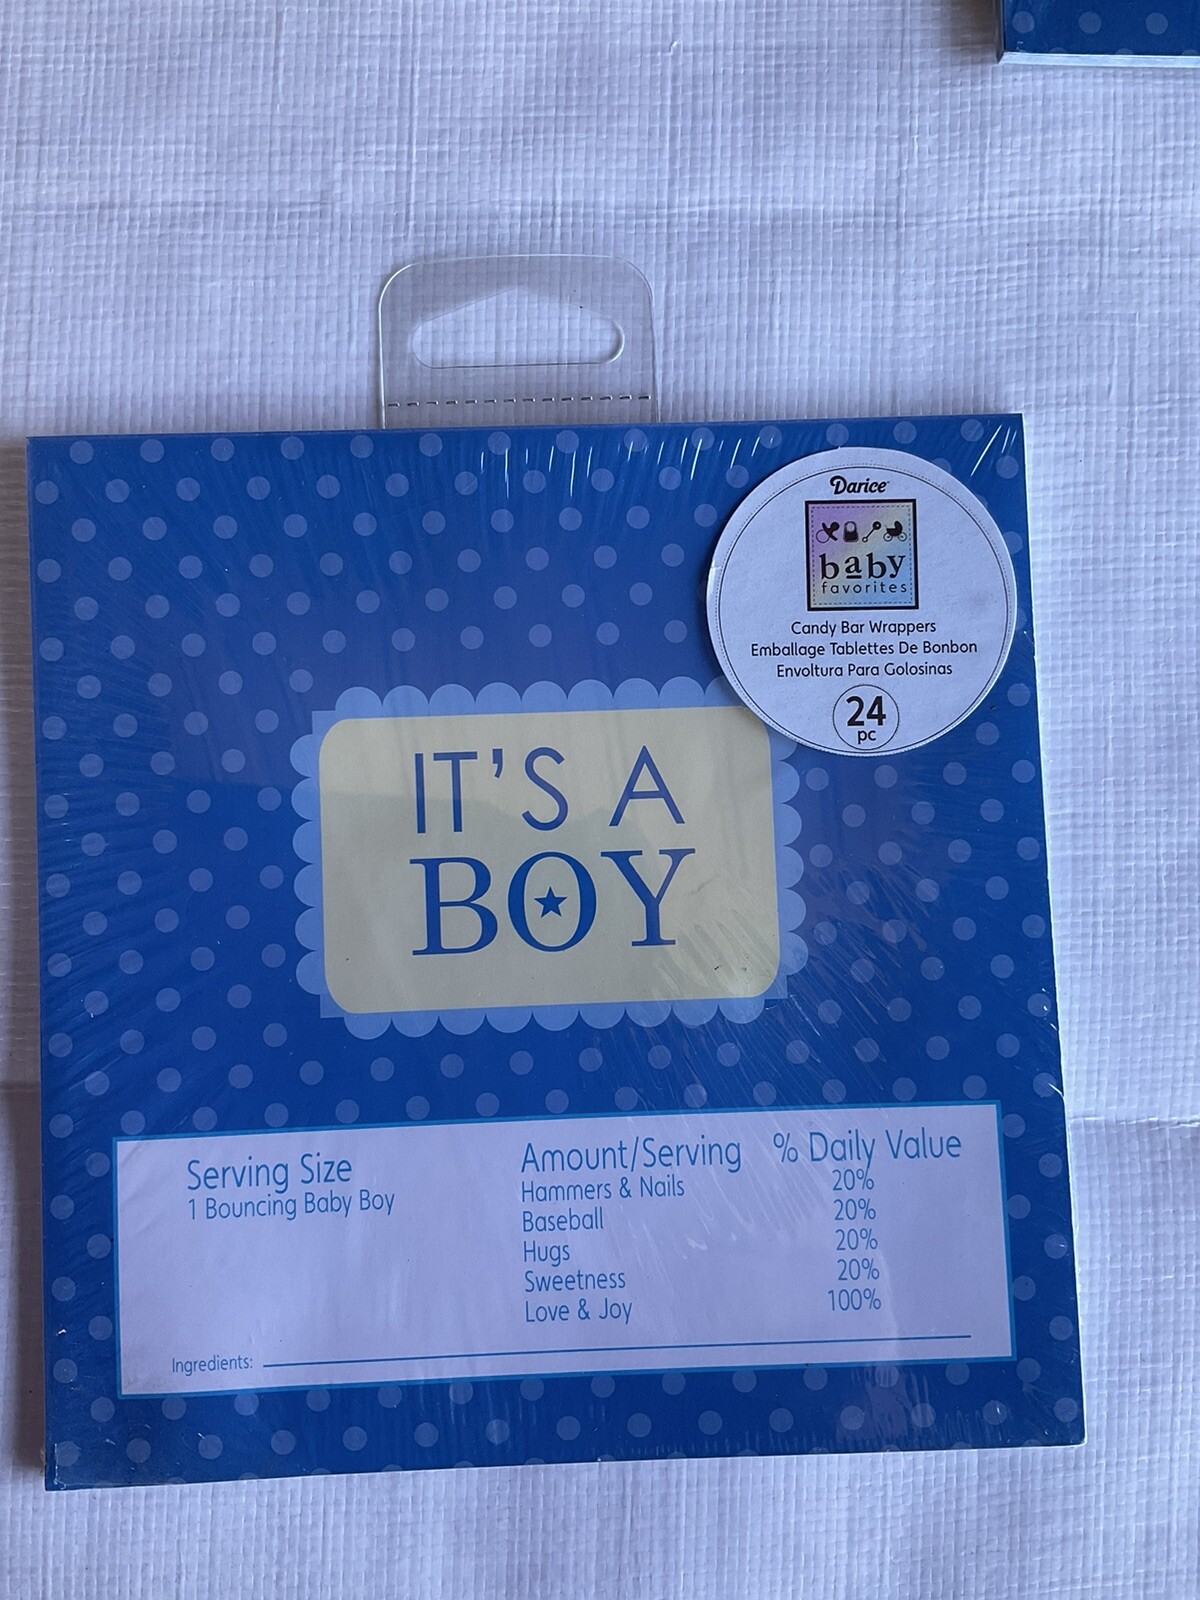 Darice
baby
favorites
Candy Bar Wrappers
Emballage Tablettes De Bonbon
Envoltura Para Golosinas
24
pc
IT'S A
BOY
Serving Size
1 Bouncing Baby Boy
Amount/Serving % Daily Value
Hammers & Nails 20%
Baseball 20%
Hugs 20%
Sweetness 20%
Love & Joy 100%
Ingredients: